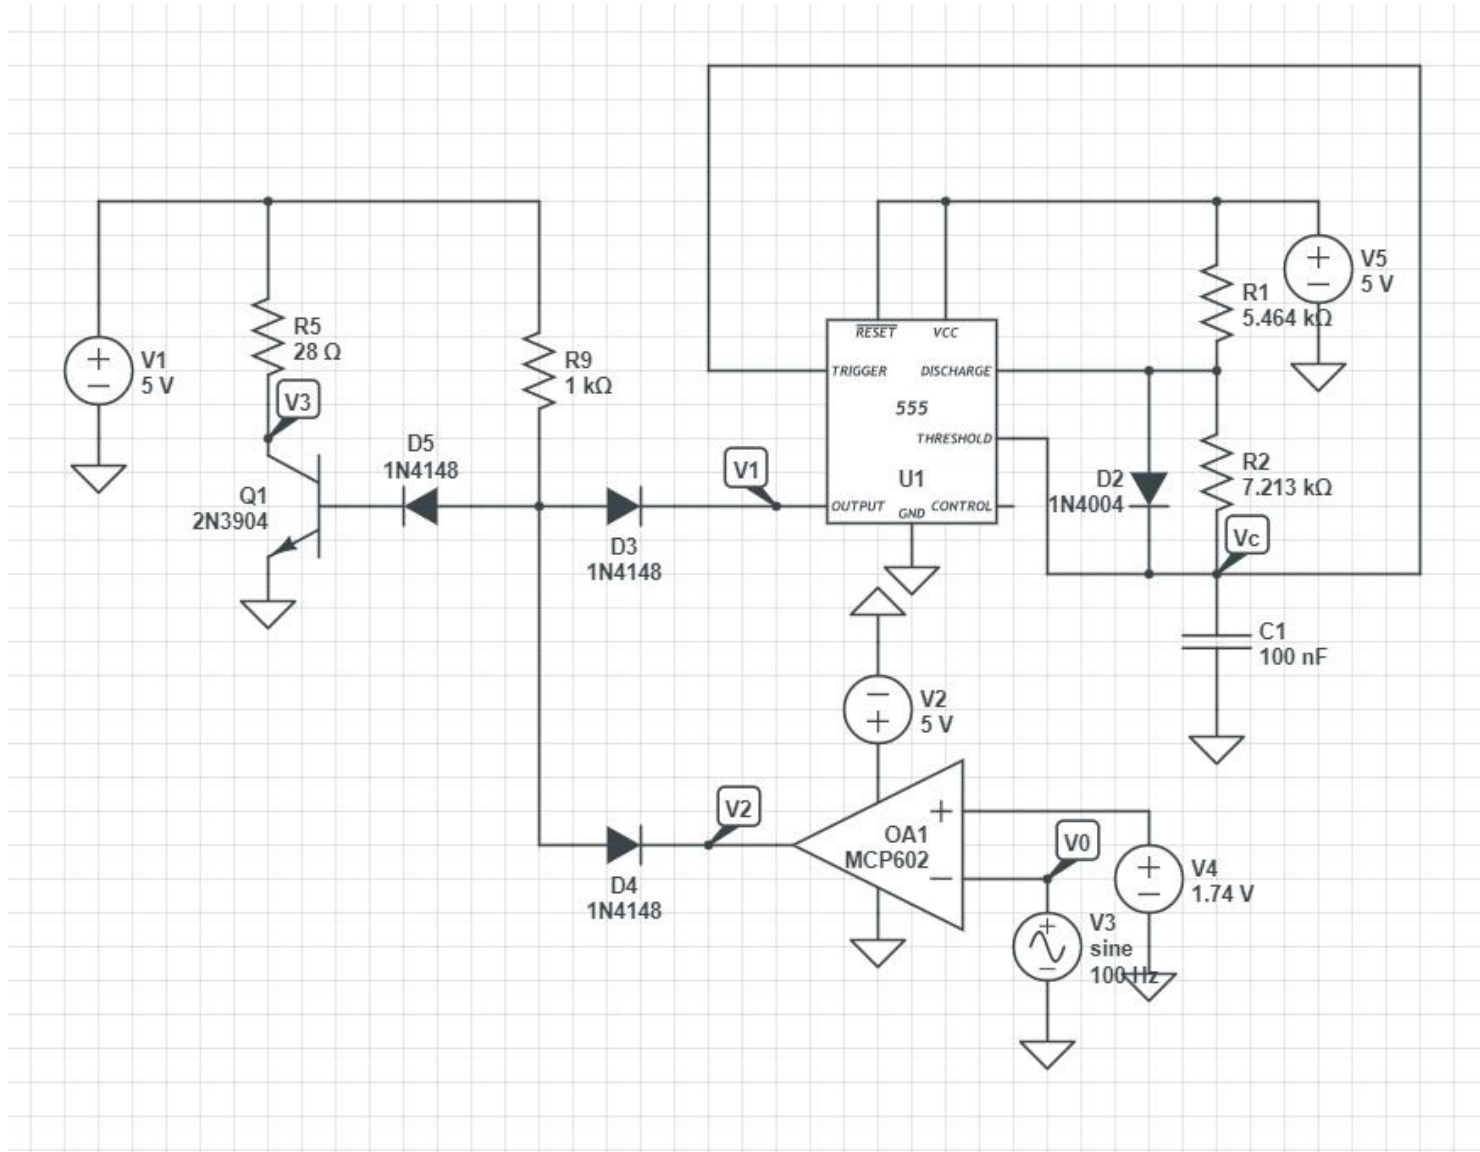 V1
5 V
R5
28 Ω
V3
R9
1 kΩ
D5
1N4148
Q1
2N3904
D3
1N4148
V1
RESET
VCC
TRIGGER
DISCHARGE
555
THRESHOLD
U1
OUTPUT
GND
CONTROL
R1
5.464 kΩ
V5
5 V
D2
1N4004
R2
7.213 kΩ
Vc
C1
100 nF
V2
5 V
V2
D4
1N4148
+
OA1
MCP602
−
V0
V4
1.74 V
V3
sine
100 Hz